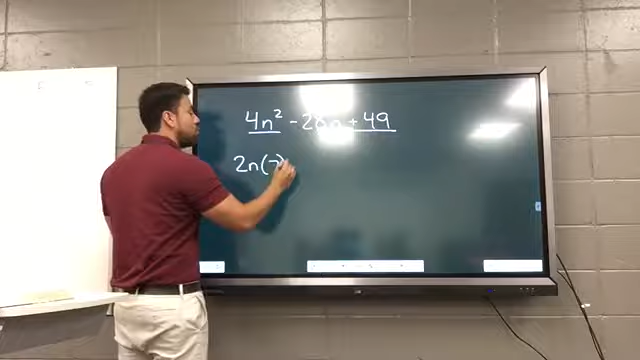 4n² - 28n + 49
2n(7)